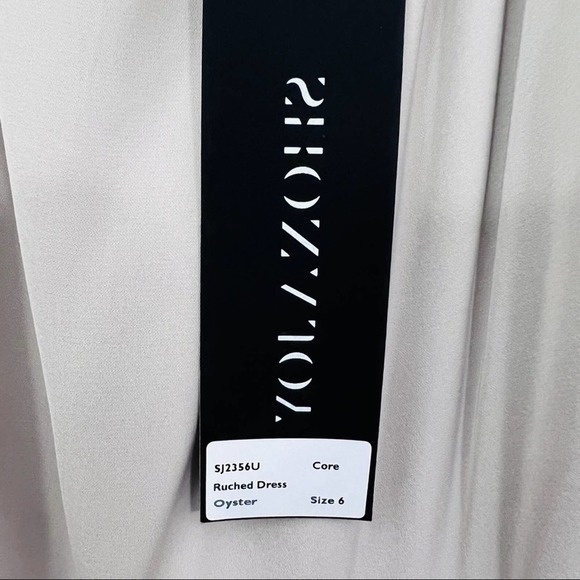 SHONA JOY
SJ2356U Core
Ruched Dress
Oyster Size 6